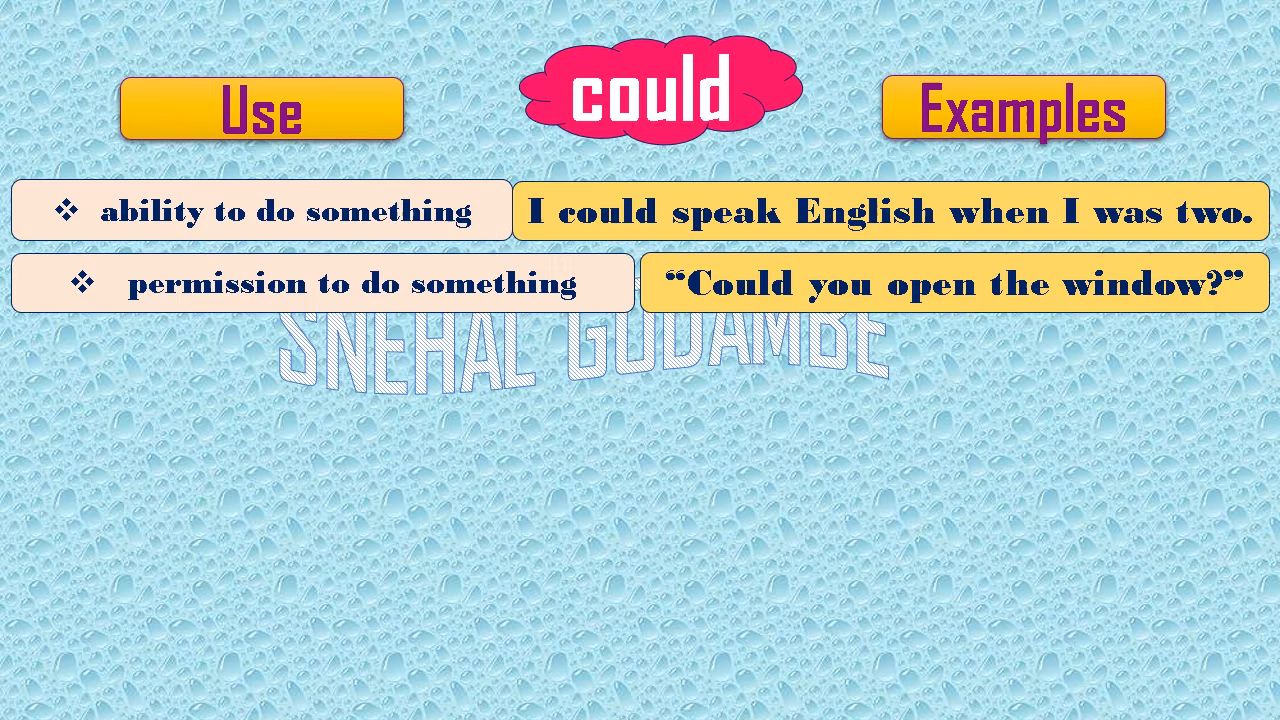 could
Use
Examples
❖ ability to do something
I could speak English when I was two.
❖ permission to do something
“Could you open the window?”
SNEHAL GODAMBE